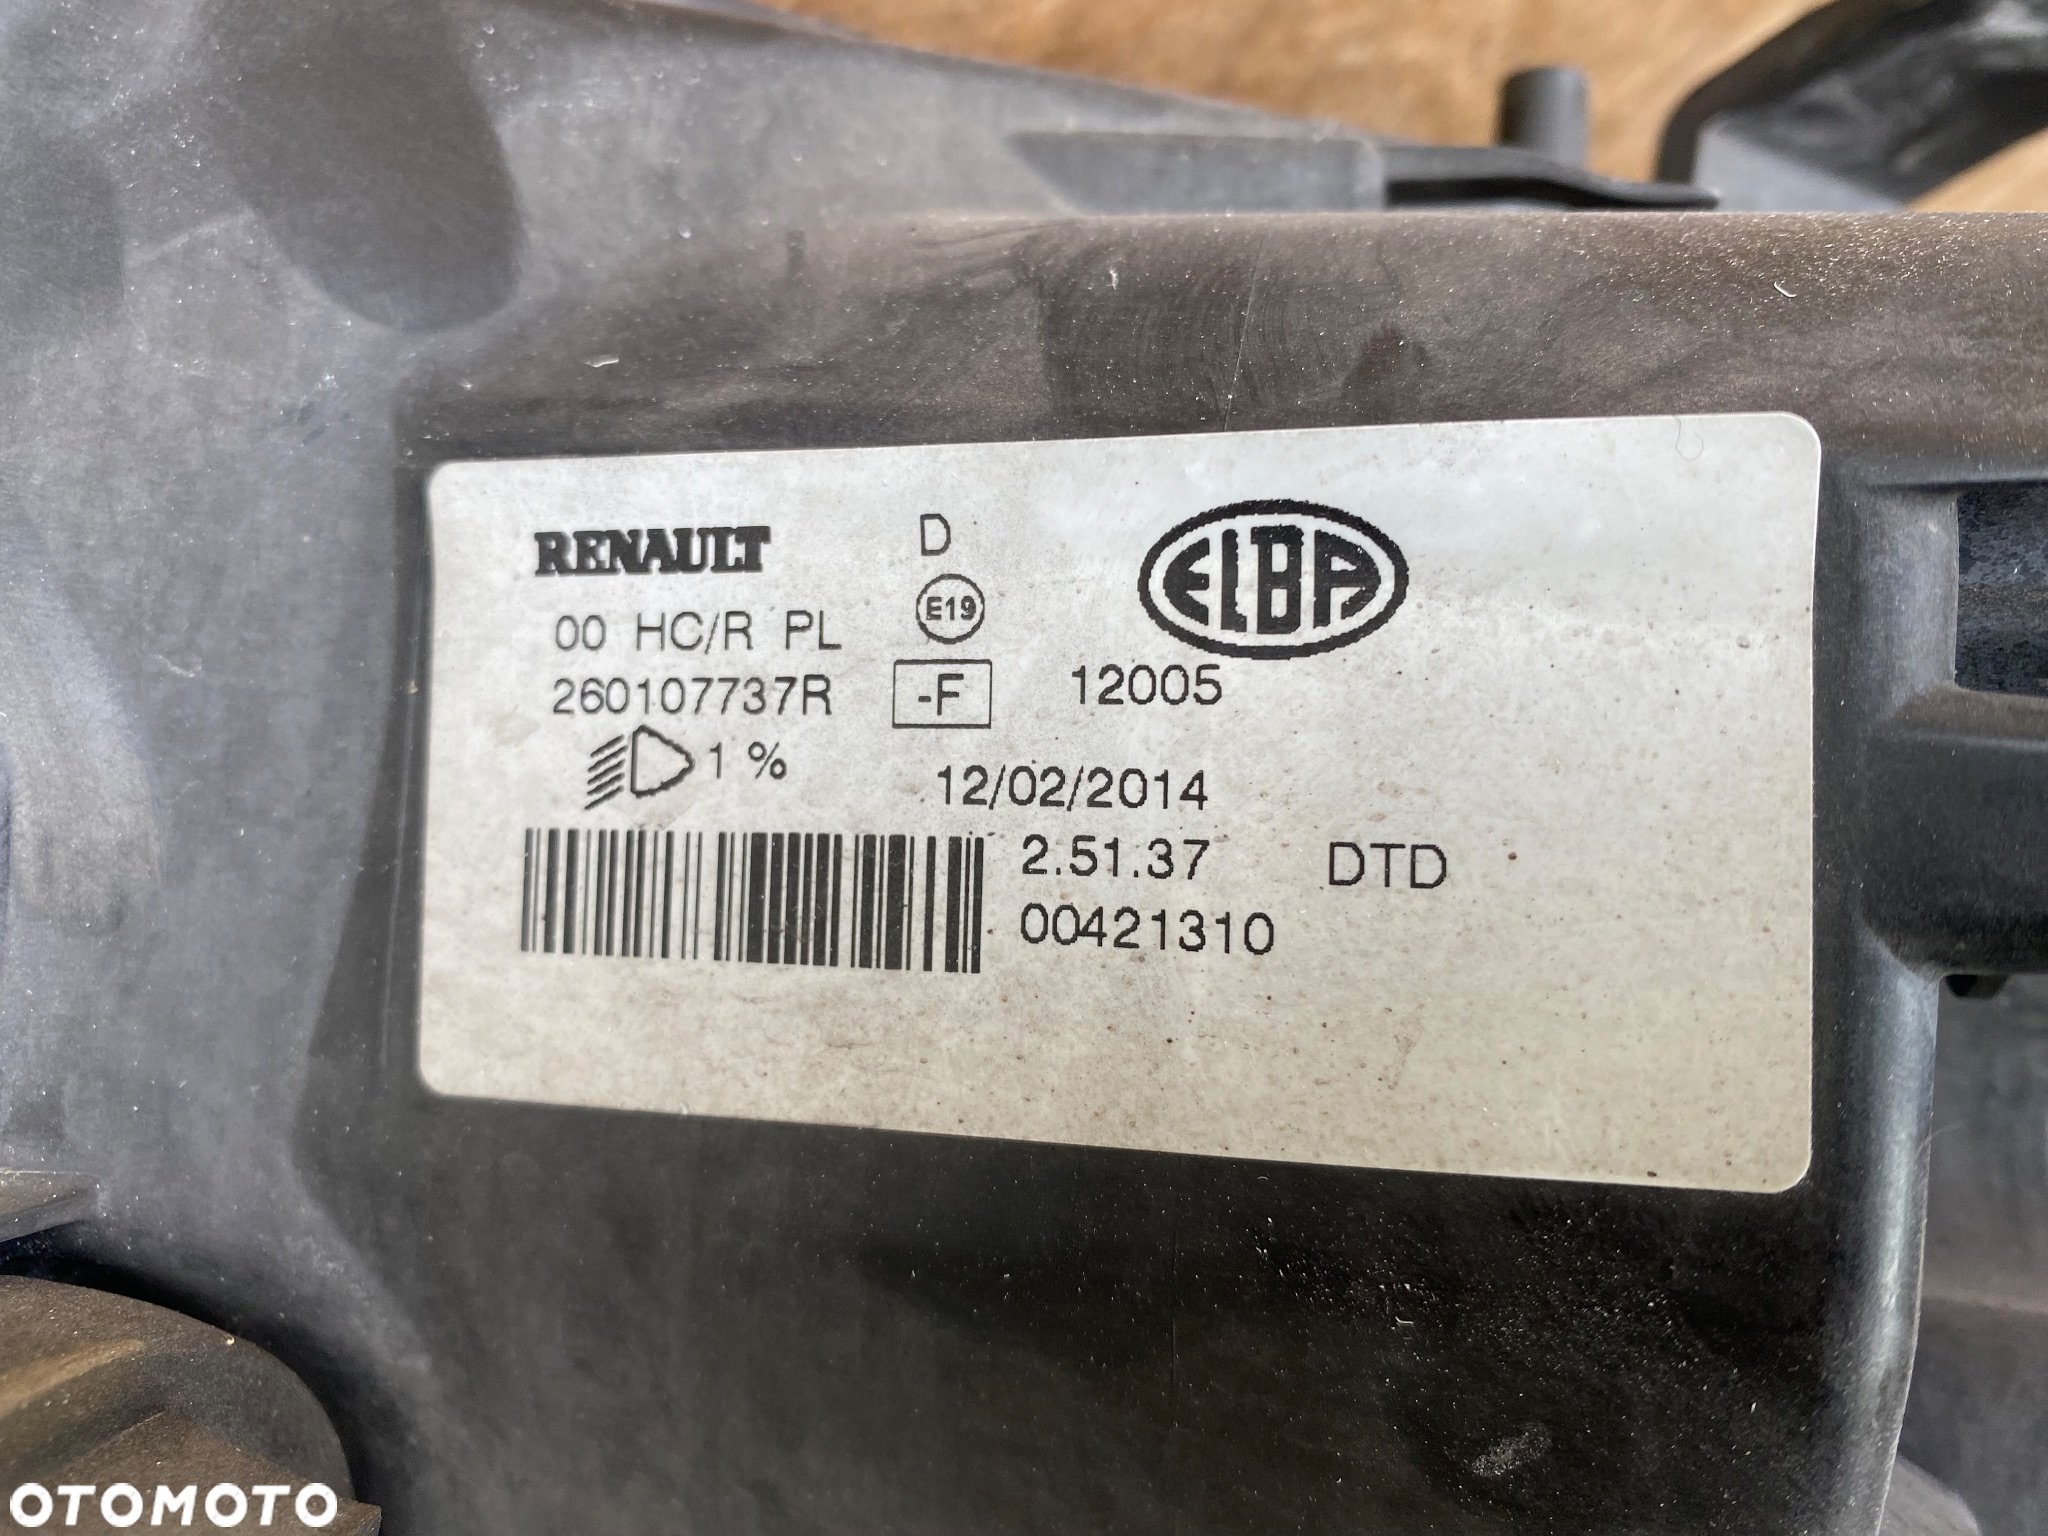 RENAULT D ELBA
00 HC/R PL E19
260107737R -F 12005
1 % 12/02/2014
2.51.37 DTD
00421310
OTOMOTO